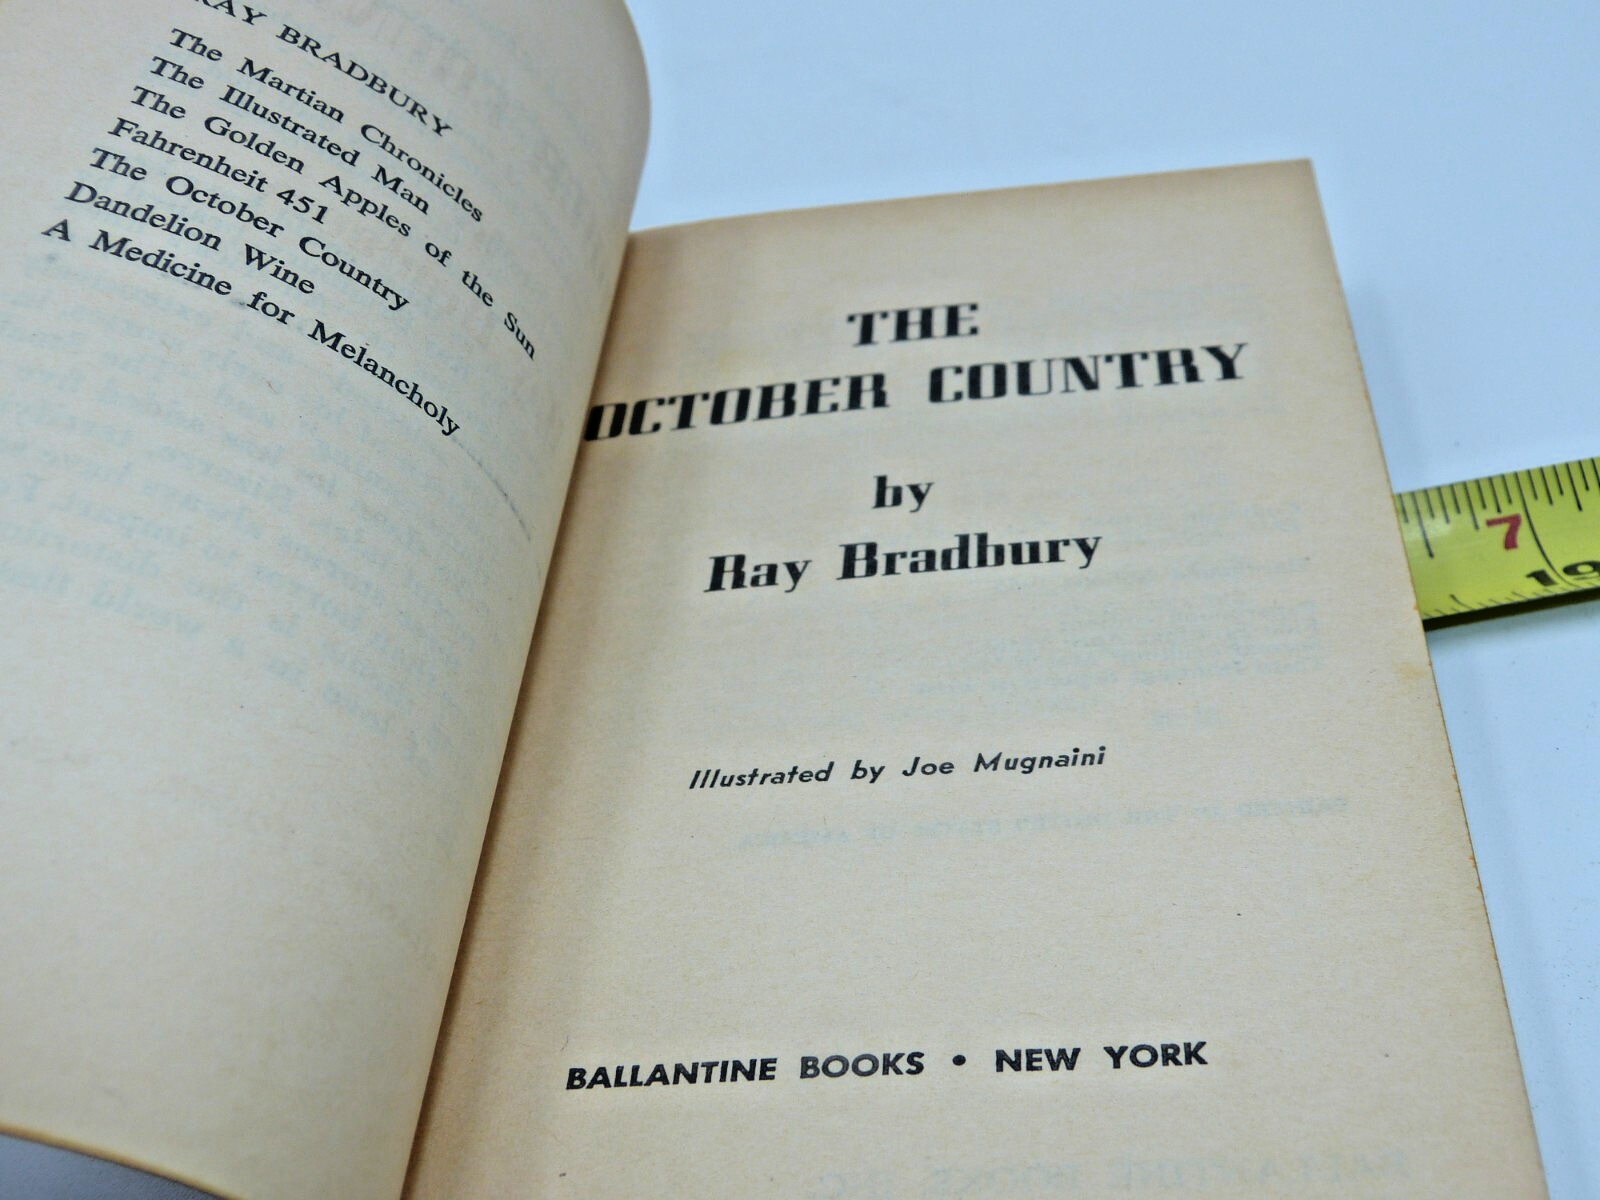 RAY BRADBURY
The Martian Chronicles
The Illustrated Man
The Golden Apples of the Sun
Fahrenheit 451
The October Country
Dandelion Wine
A Medicine for Melancholy
THE
OCTOBER COUNTRY
by
Ray Bradbury
Illustrated by Joe Mugnaini
BALLANTINE BOOKS • NEW YORK
7
19